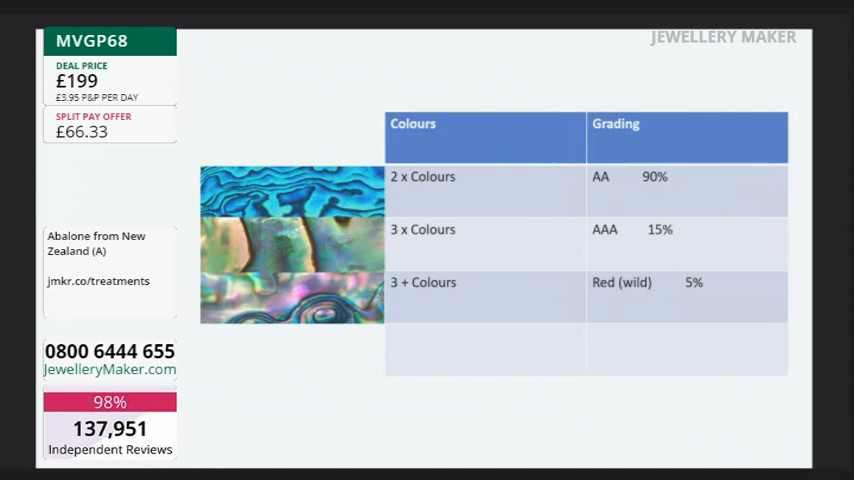 MVGP68
DEAL PRICE
£199
£3.95 P&P PER DAY
SPLIT PAY OFFER
£66.33
Abalone from New
Zealand (A)
jmkr.co/treatments
0800 6444 655
JewelleryMaker.com
98%
137,951
Independent Reviews
JEWELLERY MAKER
Colours Grading
2 x Colours AA 90%
3 x Colours AAA 15%
3 + Colours Red (wild) 5%